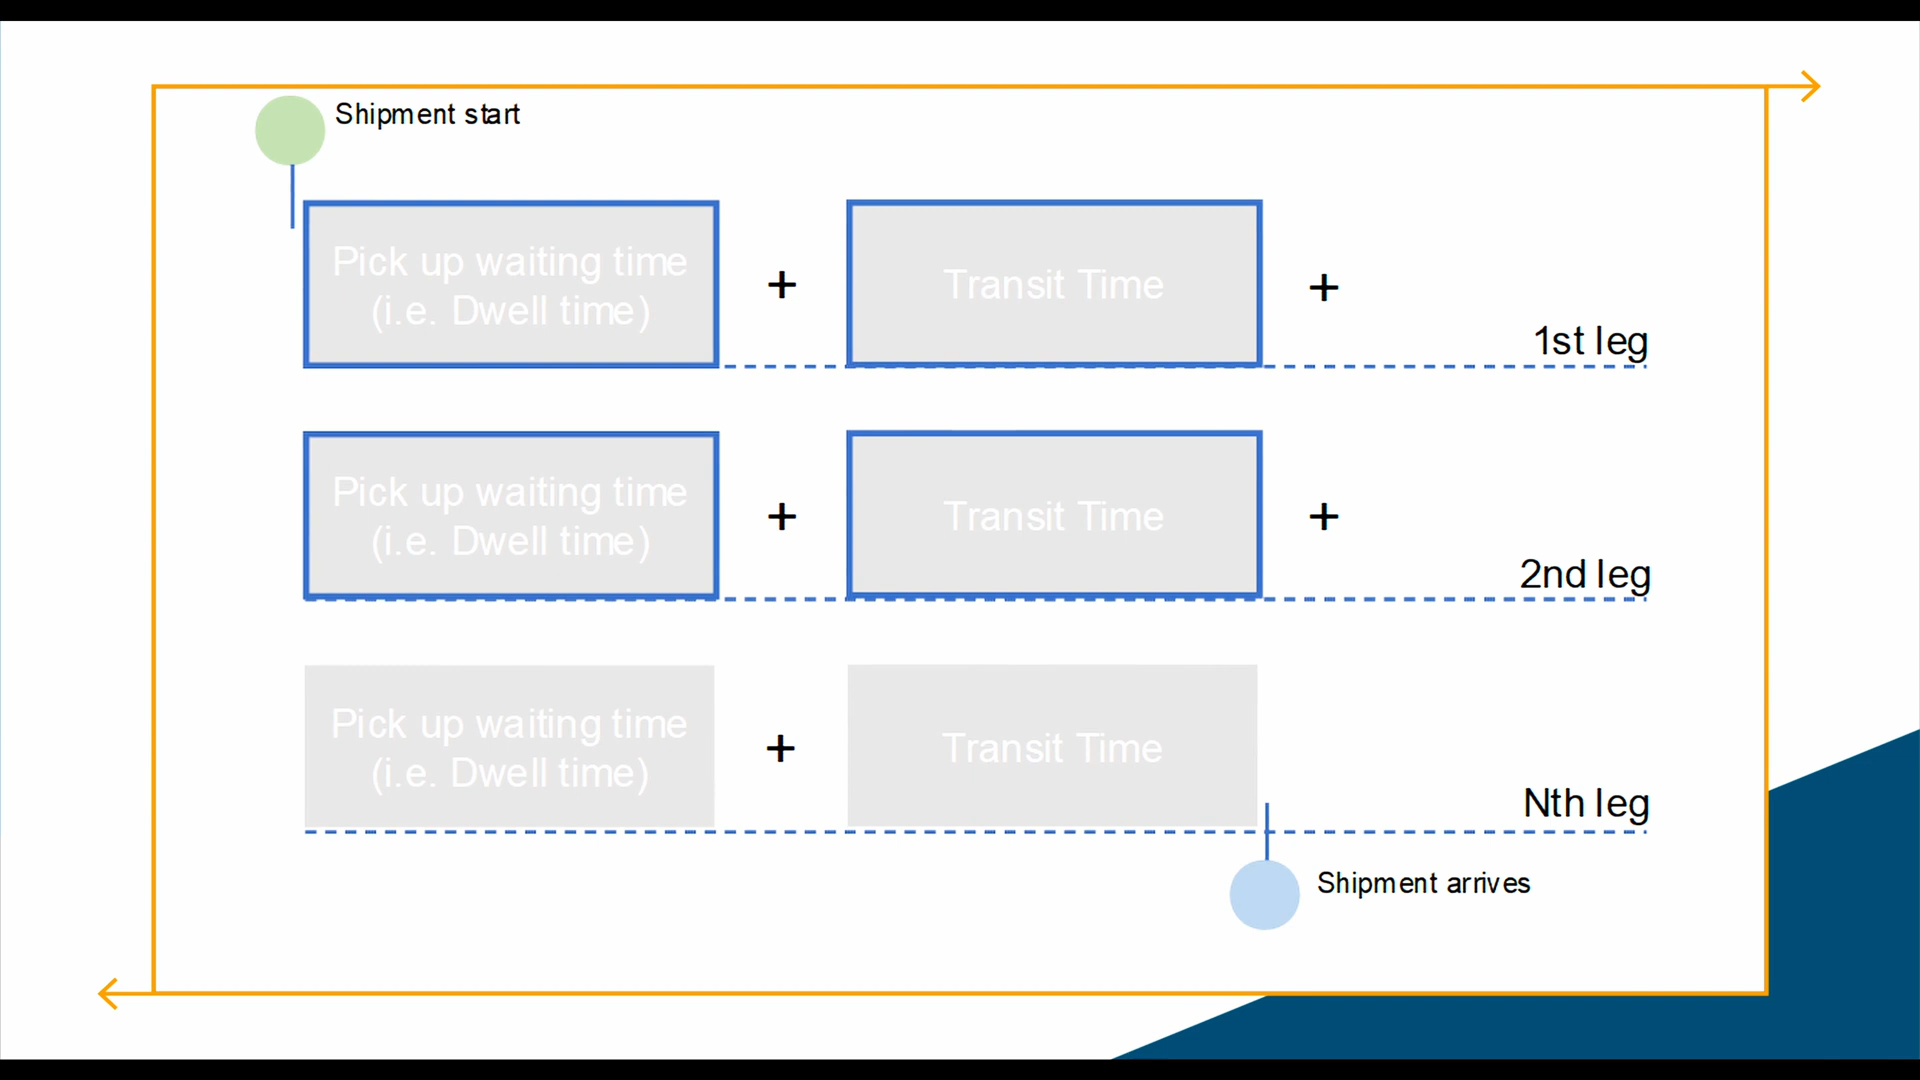 Shipment start
Pick up waiting time
(i.e. Dwell time)
+
Transit Time
+
1st leg
Pick up waiting time
(i.e. Dwell time)
+
Transit Time
+
2nd leg
Pick up waiting time
(i.e. Dwell time)
+
Transit Time
Nth leg
Shipment arrives